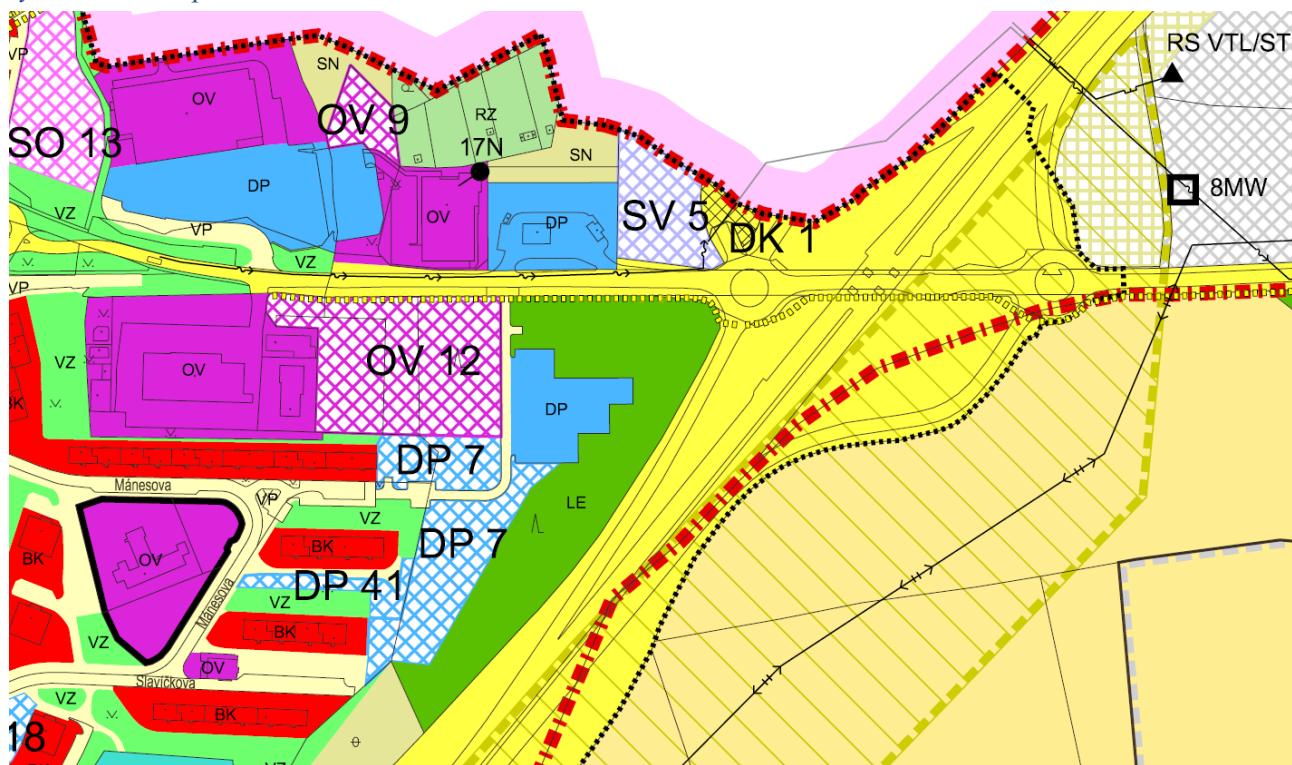 VP
RS VTL/ST
SN
OV
OV 9
RZ
SO 13
17N
SN
DP
8MW
OV
SV 5
VZ
VP
DP
DK 1
VZ
VP
VZ
OV
OV 12
DP
BK
DP 7
Mánesova
VP
LE
VZ
OV
BK
BK
DP 7
DP 41
VZ
Mánesova
VZ
BK
OV
Slavíčkova
VZ
BK
18
VZ